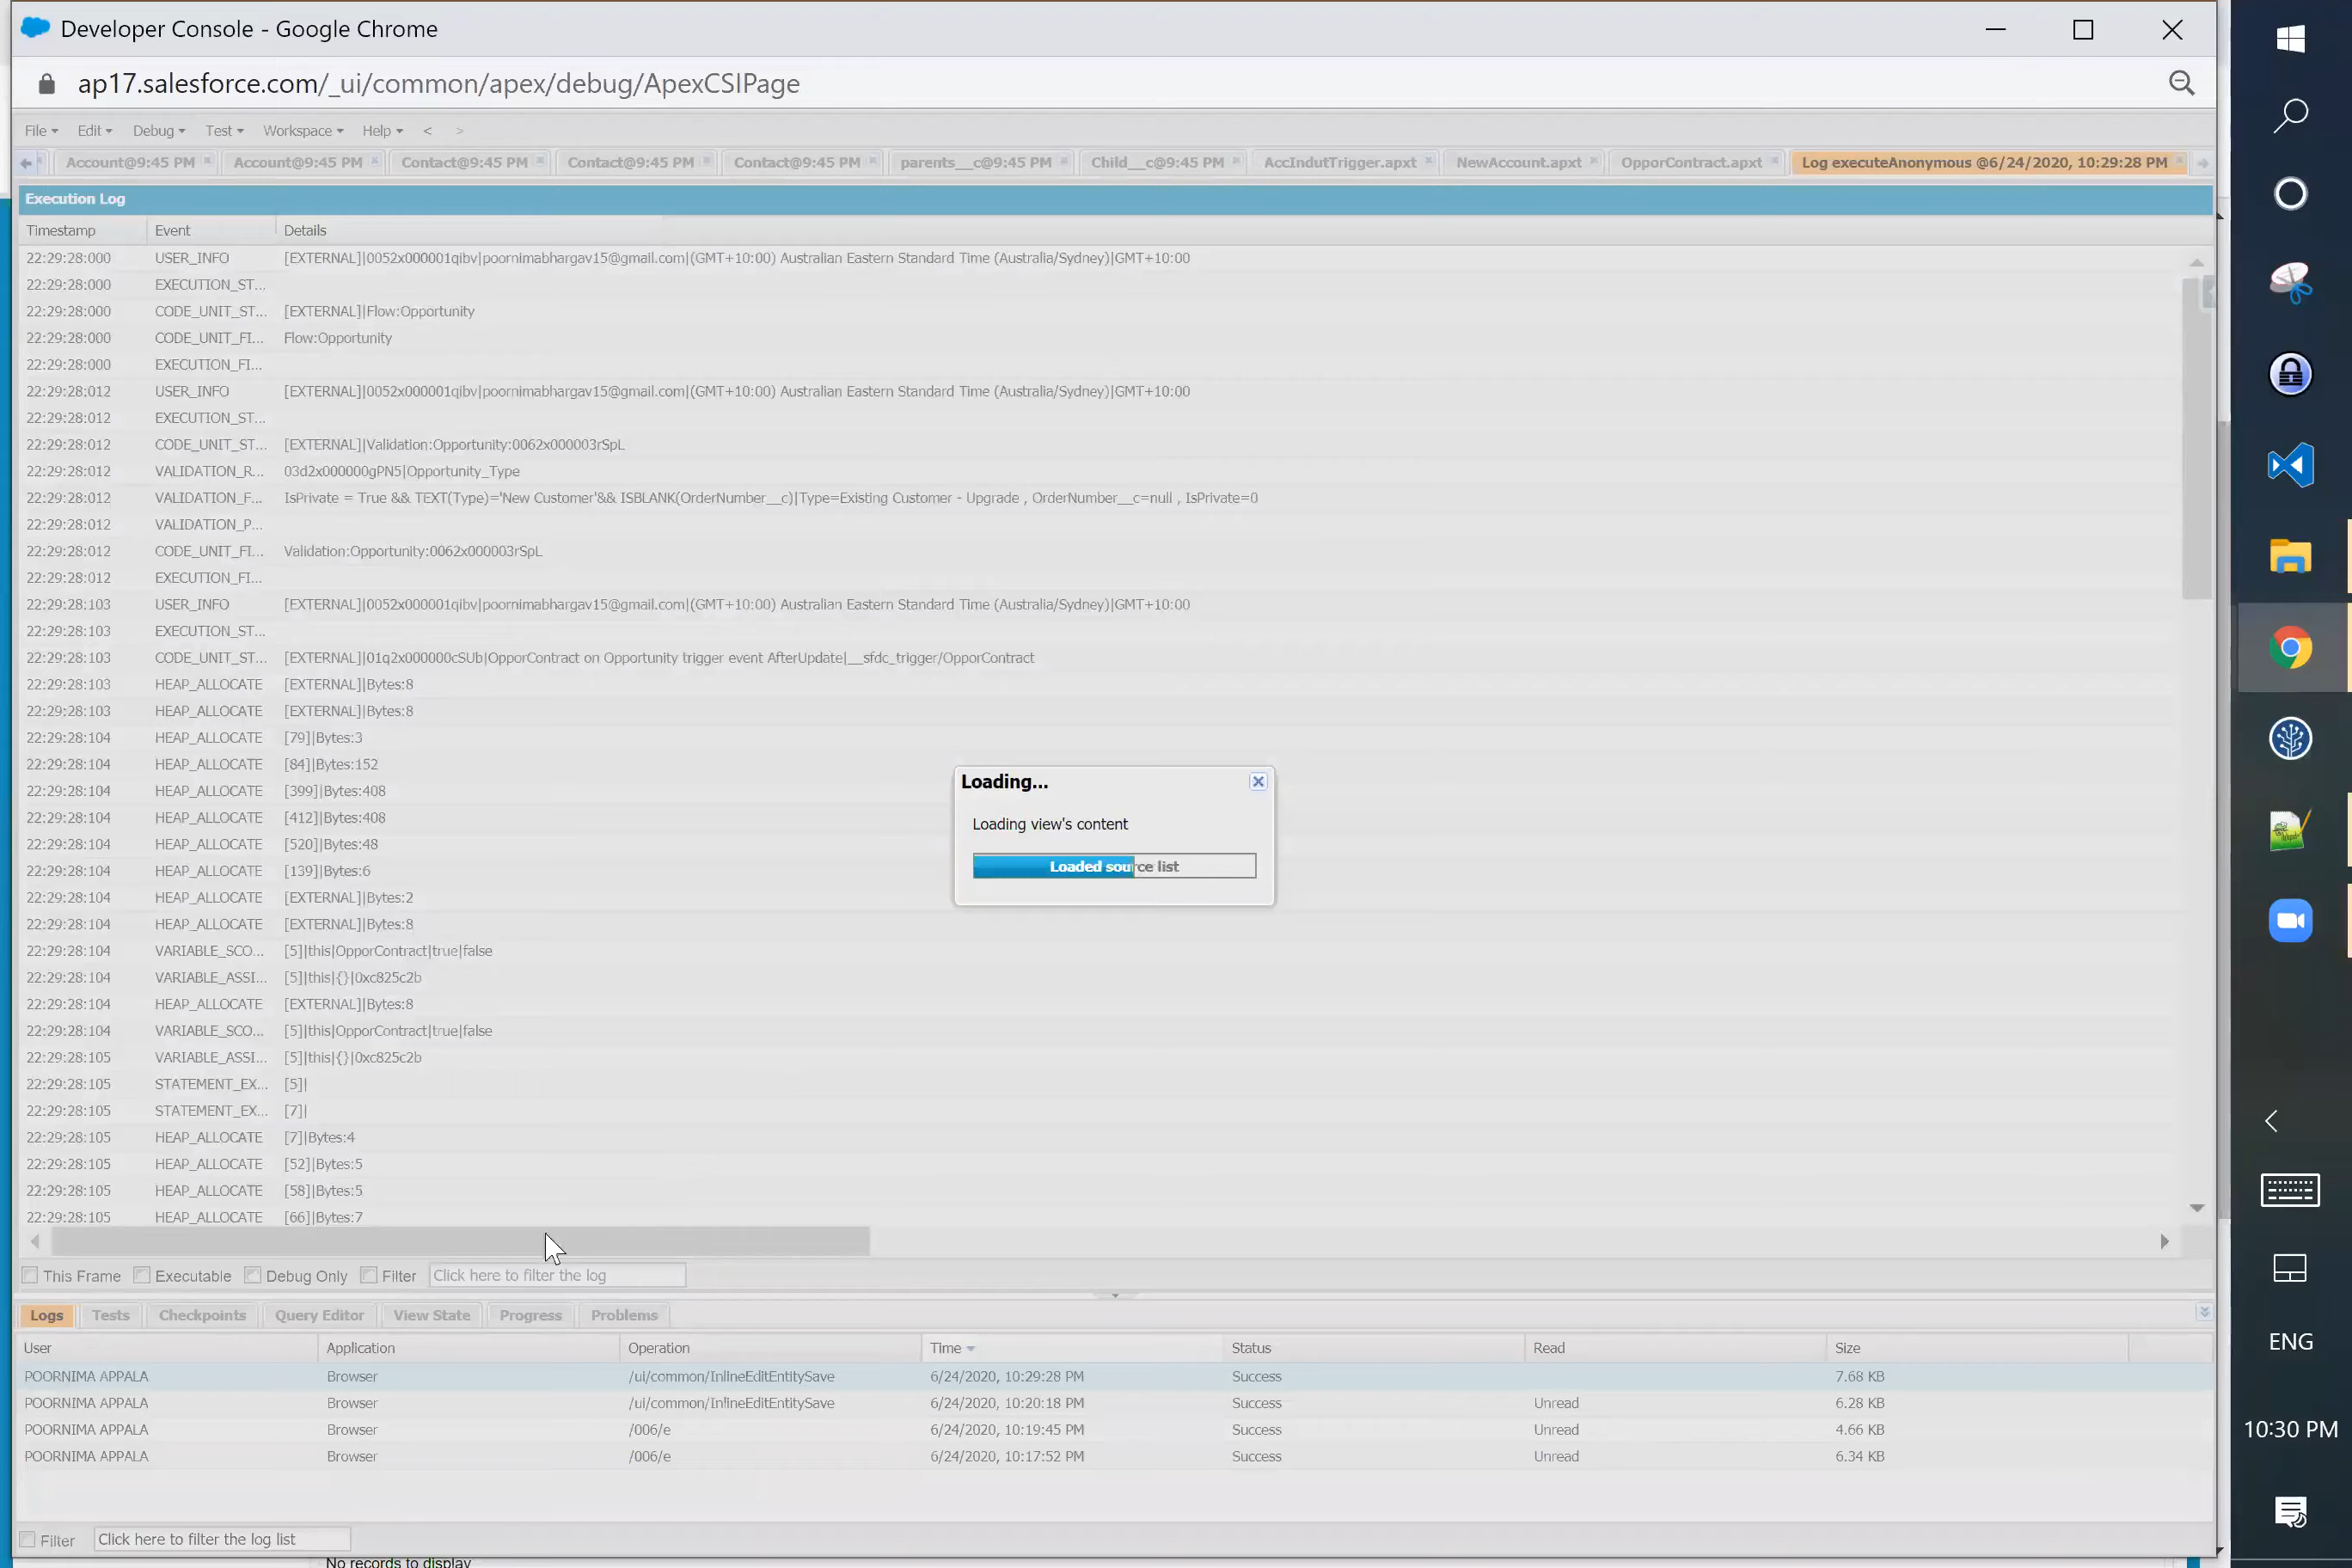 Developer Console - Google Chrome
ap17.salesforce.com/_ui/common/apex/debug/ApexCSIPage
File Edit Debug Test Workspace Help < >
Account@9:45 PM Account@9:45 PM Contact@9:45 PM Contact@9:45 PM Contact@9:45 PM parents__c@9:45 PM Child__c@9:45 PM AccIndutTrigger.apxt NewAccount.apxt OpporContract.apxt Log executeAnonymous @6/24/2020, 10:29:28 PM
Execution Log
Timestamp Event Details
22:29:28:000 USER_INFO [EXTERNAL]|0052x000001qibv|poornimabhargav15@gmail.com|(GMT+10:00) Australian Eastern Standard Time (Australia/Sydney)|GMT+10:00
22:29:28:000 EXECUTION_ST...
22:29:28:000 CODE_UNIT_ST... [EXTERNAL]|Flow:Opportunity
22:29:28:000 CODE_UNIT_FI... Flow:Opportunity
22:29:28:000 EXECUTION_FI...
22:29:28:012 USER_INFO [EXTERNAL]|0052x000001qibv|poornimabhargav15@gmail.com|(GMT+10:00) Australian Eastern Standard Time (Australia/Sydney)|GMT+10:00
22:29:28:012 EXECUTION_ST...
22:29:28:012 CODE_UNIT_ST... [EXTERNAL]|Validation:Opportunity:0062x000003rSpL
22:29:28:012 VALIDATION_R... 03d2x000000gPN5|Opportunity_Type
22:29:28:012 VALIDATION_F... IsPrivate = True && TEXT(Type)='New Customer'&& ISBLANK(OrderNumber__c)|Type=Existing Customer - Upgrade , OrderNumber__c=null , IsPrivate=0
22:29:28:012 VALIDATION_P...
22:29:28:012 CODE_UNIT_FI... Validation:Opportunity:0062x000003rSpL
22:29:28:012 EXECUTION_FI...
22:29:28:103 USER_INFO [EXTERNAL]|0052x000001qibv|poornimabhargav15@gmail.com|(GMT+10:00) Australian Eastern Standard Time (Australia/Sydney)|GMT+10:00
22:29:28:103 EXECUTION_ST...
22:29:28:103 CODE_UNIT_ST... [EXTERNAL]|01q2x000000cSUb|OpporContract on Opportunity trigger event AfterUpdate|__sfdc_trigger/OpporContract
22:29:28:103 HEAP_ALLOCATE [EXTERNAL]|Bytes:8
22:29:28:103 HEAP_ALLOCATE [EXTERNAL]|Bytes:8
22:29:28:104 HEAP_ALLOCATE [79]|Bytes:3
22:29:28:104 HEAP_ALLOCATE [84]|Bytes:152
22:29:28:104 HEAP_ALLOCATE [399]|Bytes:408
22:29:28:104 HEAP_ALLOCATE [412]|Bytes:408
22:29:28:104 HEAP_ALLOCATE [520]|Bytes:48
22:29:28:104 HEAP_ALLOCATE [139]|Bytes:6
22:29:28:104 HEAP_ALLOCATE [EXTERNAL]|Bytes:2
22:29:28:104 HEAP_ALLOCATE [EXTERNAL]|Bytes:8
22:29:28:104 VARIABLE_SCO... [5]|this|OpporContract|true|false
22:29:28:104 VARIABLE_ASSI... [5]|this|{}|0xc825c2b
22:29:28:104 HEAP_ALLOCATE [EXTERNAL]|Bytes:8
22:29:28:104 VARIABLE_SCO... [5]|this|OpporContract|true|false
22:29:28:105 VARIABLE_ASSI... [5]|this|{}|0xc825c2b
22:29:28:105 STATEMENT_EX... [5]|
22:29:28:105 STATEMENT_EX... [7]|
22:29:28:105 HEAP_ALLOCATE [7]|Bytes:4
22:29:28:105 HEAP_ALLOCATE [52]|Bytes:5
22:29:28:105 HEAP_ALLOCATE [58]|Bytes:5
22:29:28:105 HEAP_ALLOCATE [66]|Bytes:7
Loading...
Loading view's content
Loaded source list
This Frame Executable Debug Only Filter Click here to filter the log
Logs Tests Checkpoints Query Editor View State Progress Problems
User Application Operation Time Status Read Size
POORNIMA APPALA Browser /ui/common/InlineEditEntitySave 6/24/2020, 10:29:28 PM Success 7.68 KB
POORNIMA APPALA Browser /ui/common/InlineEditEntitySave 6/24/2020, 10:20:18 PM Success Unread 6.28 KB
POORNIMA APPALA Browser /006/e 6/24/2020, 10:19:45 PM Success Unread 4.66 KB
POORNIMA APPALA Browser /006/e 6/24/2020, 10:17:52 PM Success Unread 6.34 KB
Filter Click here to filter the log list
No records to display
ENG
10:30 PM